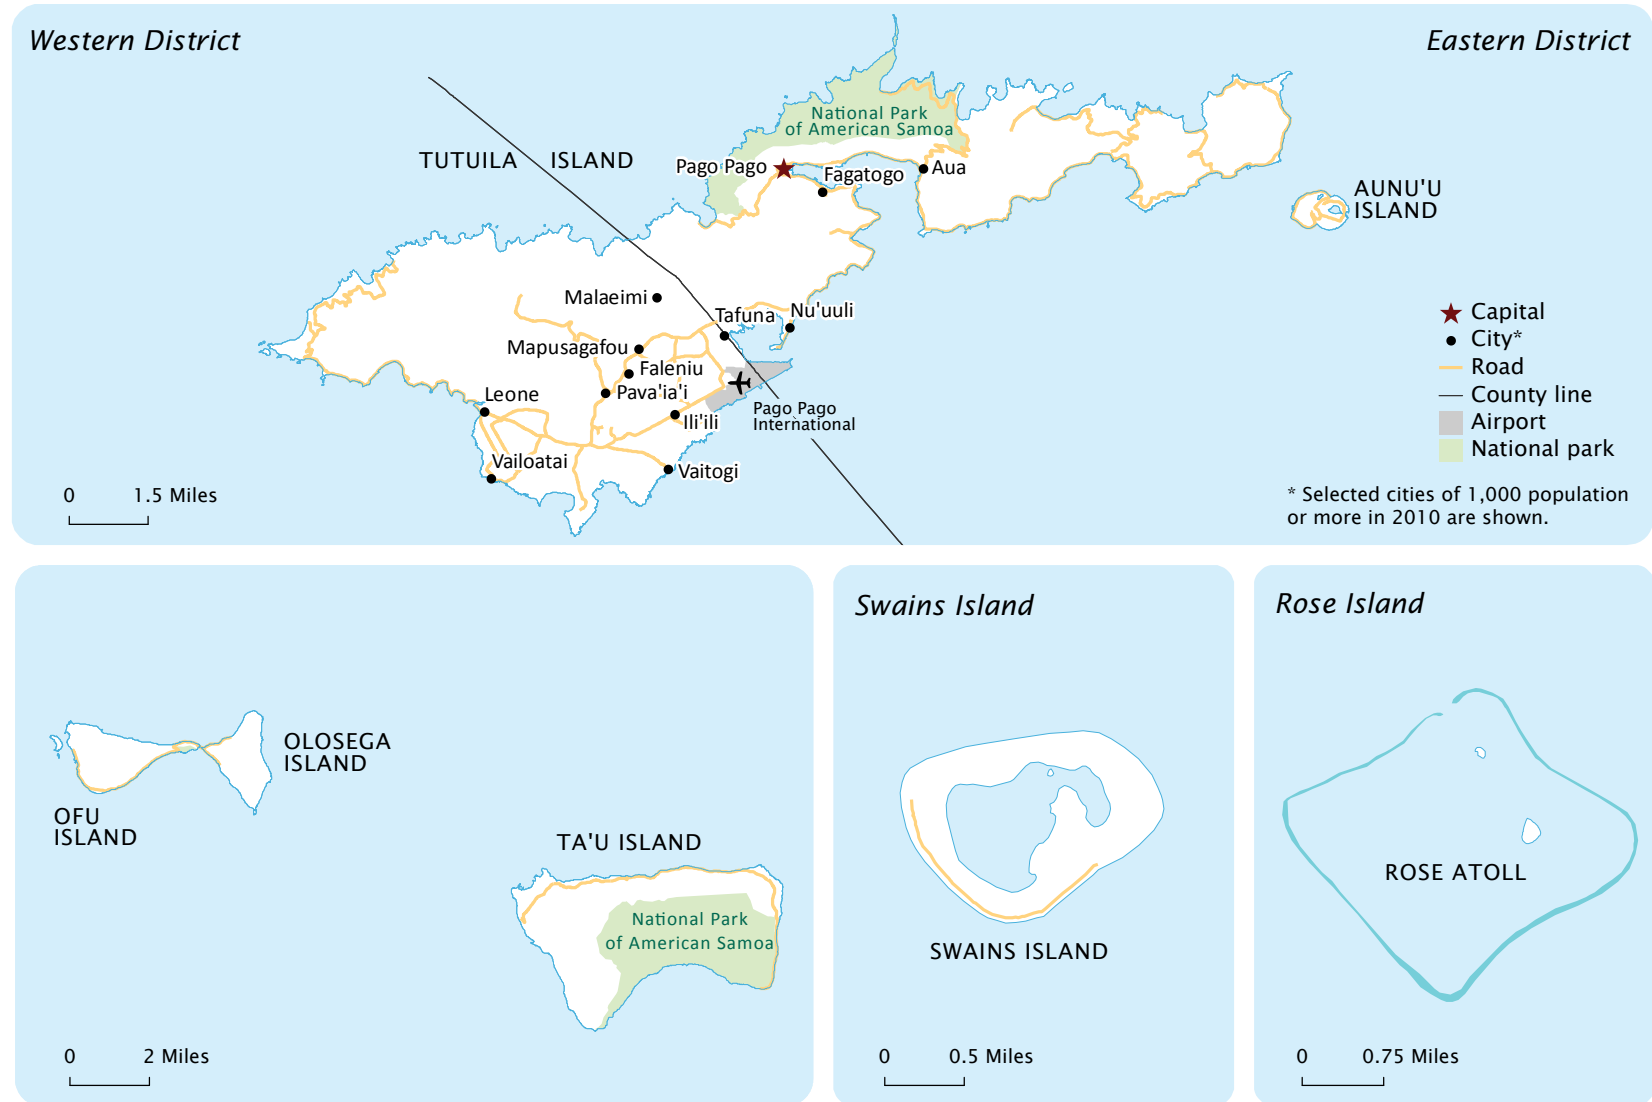 Western District
Eastern District
National Park
of American Samoa
TUTUILA ISLAND
Pago Pago
Fagatogo
Aua
AUNU'U
ISLAND
Malaeimi
Tafuna
Nu'uuli
Mapusagafou
Faleniu
Pava'ia'i
Leone
Ili'ili
Pago Pago
International
Vailoatai
Vaitogi
Capital
City*
Road
County line
Airport
National park
* Selected cities of 1,000 population
or more in 2010 are shown.
0 1.5 Miles
OLOSEGA
ISLAND
OFU
ISLAND
TA'U ISLAND
National Park
of American Samoa
0 2 Miles
Swains Island
SWAINS ISLAND
0 0.5 Miles
Rose Island
ROSE ATOLL
0 0.75 Miles